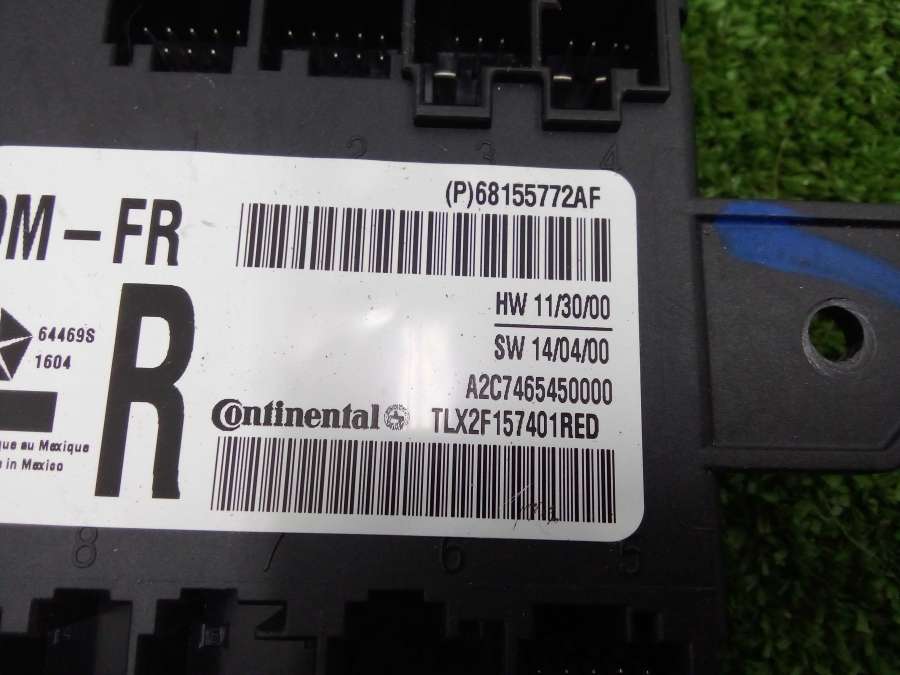 1 2 3 4
(P)68155772AF
DM-FR
HW 11/30/00
SW 14/04/00
64469S
1604
R
A2C7465450000
Continental
TLX2F157401RED
au Mexique
in Mexico
8 7 6 5